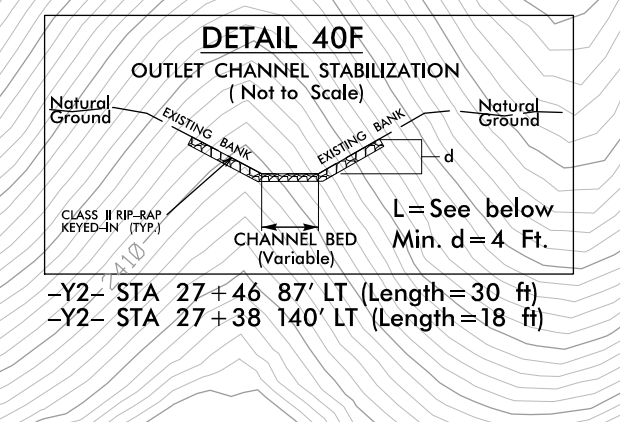 DETAIL 40F
OUTLET CHANNEL STABILIZATION
( Not to Scale)
Natural
Ground
EXISTING BANK
EXISTING BANK
Natural
Ground
d
CLASS II RIP-RAP
KEYED-IN (TYP.)
CHANNEL BED
(Variable)
L=See below
Min. d=4 Ft.
2410
-Y2- STA 27+46 87' LT (Length=30 ft)
-Y2- STA 27+38 140' LT (Length=18 ft)